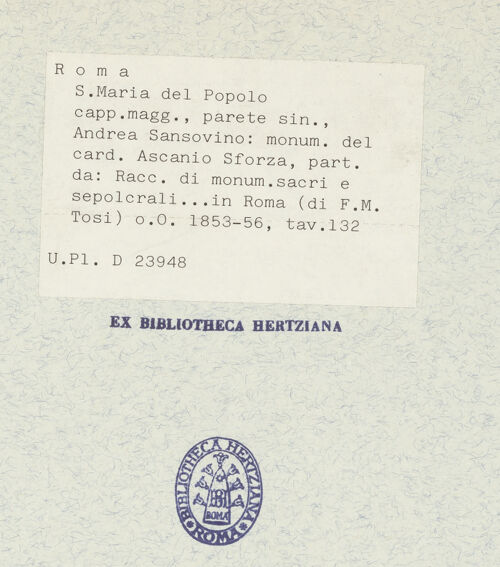 R o m a
S.Maria del Popolo
capp.magg., parete sin.,
Andrea Sansovino: monum. del
card. Ascanio Sforza, part.
da: Racc. di monum.sacri e
sepolcrali...in Roma (di F.M.
Tosi) o.O. 1853-56, tav.132
U.Pl. D 23948
EX BIBLIOTHECA HERTZIANA
BIBLIOTHECA HERTZIANA
ROMA
ROMA